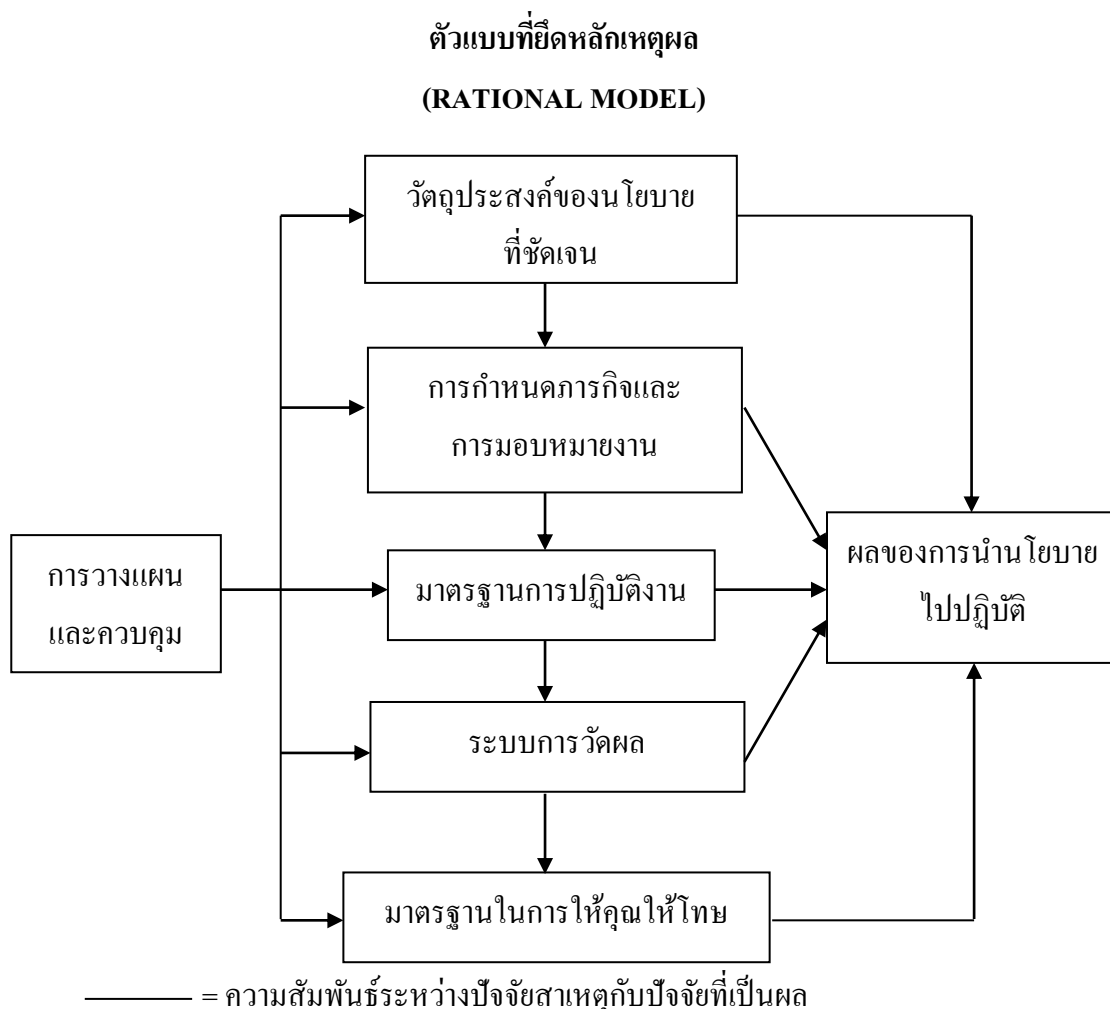 ตัวแบบที่ยึดหลักเหตุผล
(RATIONAL MODEL)
วัตถุประสงค์ของนโยบาย
ที่ชัดเจน
การกำหนดภารกิจและ
การมอบหมายงาน
การวางแผน
และควบคุม
มาตรฐานการปฏิบัติงาน
ผลของการนำนโยบาย
ไปปฏิบัติ
ระบบการวัดผล
มาตรฐานในการให้คุณให้โทษ
= ความสัมพันธ์ระหว่างปัจจัยสาเหตุกับปัจจัยที่เป็นผล